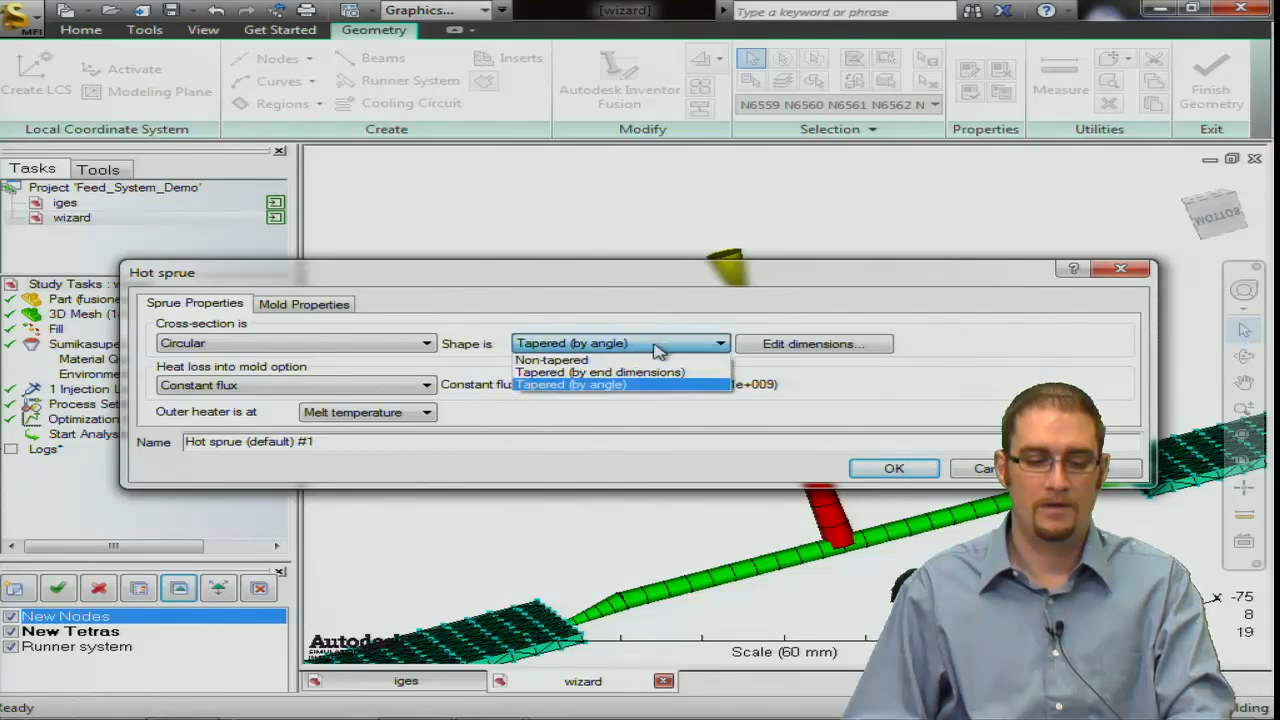 MFI
Graphics...
[wizard]
Type a keyword or phrase
Home
Tools
View
Get Started
Geometry
Create LCS
Activate
Modeling Plane
Nodes
Curves
Regions
Beams
Runner System
Cooling Circuit
Inserts
Autodesk Inventor
Fusion
N6559 N6560 N6561 N6562 N
Measure
Finish
Geometry
Local Coordinate System
Create
Modify
Selection
Properties
Utilities
Exit
Tasks
Tools
Project 'Feed_System_Demo'
iges
wizard
BOTTOM
Study Tasks : w
Part (fusione
3D Mesh (14
Fill
Sumikasupe
Material
1 Injection L
Process Set
Optimization
Start Analys
Logs*
Hot sprue
Sprue Properties
Mold Properties
Cross-section is
Circular
Shape is
Tapered (by angle)
Edit dimensions...
Non-tapered
Tapered (by end dimensions)
Tapered (by angle)
Heat loss into mold option
Constant flux
Constant flu
e+009)
Outer heater is at
Melt temperature
Name
Hot sprue (default) #1
OK
New Nodes
New Tetras
Runner system
Autodes
Scale (60 mm)
-75
8
19
iges
wizard
Ready